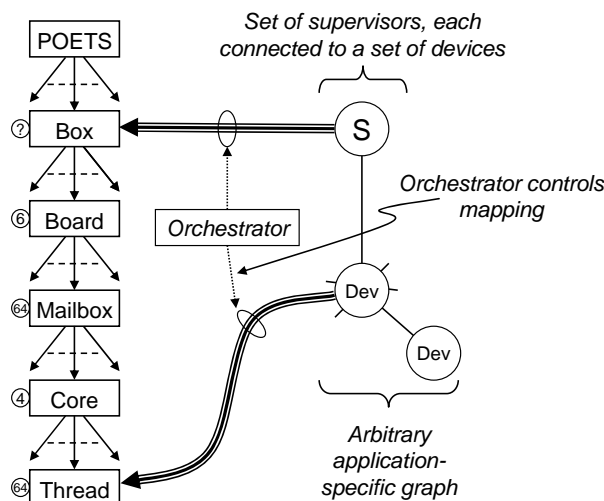 POETS
Set of supervisors, each
connected to a set of devices
?
Box
S
Orchestrator controls
mapping
6
Board
Orchestrator
64
Mailbox
Dev
Dev
4
Core
Arbitrary
application-
specific graph
64
Thread